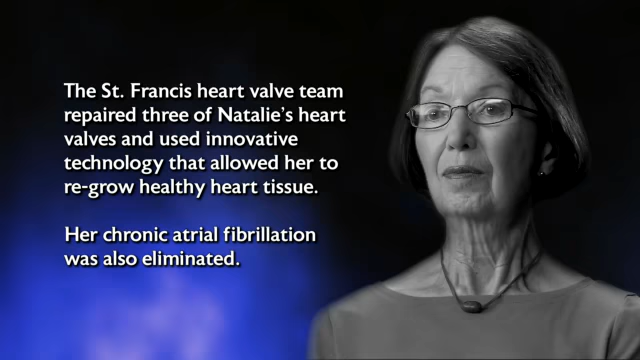 The St. Francis heart valve team
repaired three of Natalie's heart
valves and used innovative
technology that allowed her to
re-grow healthy heart tissue.
Her chronic atrial fibrillation
was also eliminated.